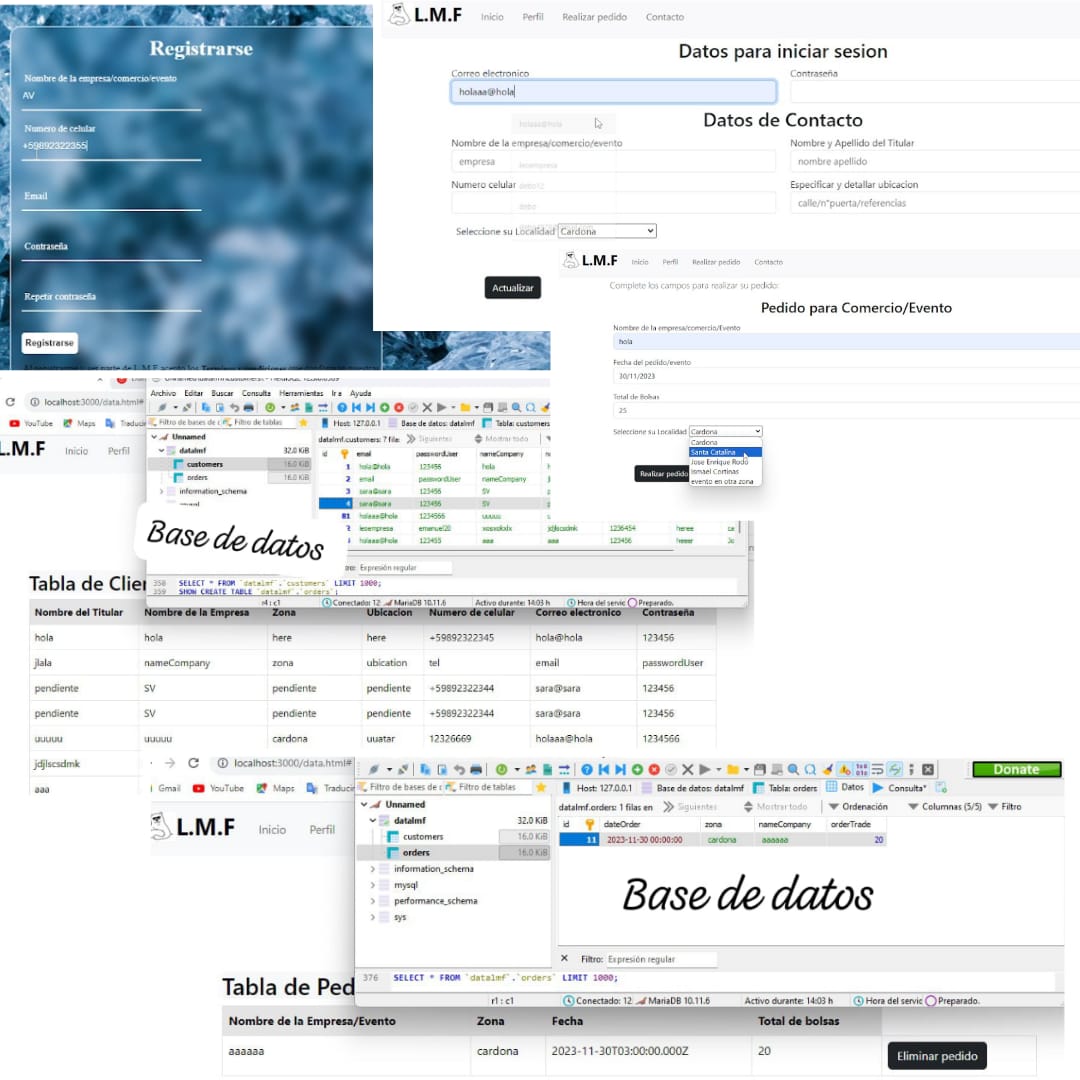 Registrarse
Nombre de la empresa/comercio/evento
AV
Numero de celular
+59892322355
Email
Contraseña
Repetir contraseña
Registrarse
L.M.F Inicio Perfil Realizar pedido Contacto
Datos para iniciar sesion
Correo electronico Contraseña
holaaa@hola
holaaa@hola
Datos de Contacto
Nombre de la empresa/comercio/evento Nombre y Apellido del Titular
empresa nombre apellido
Numero celular Especificar y detallar ubicacion
calle/n°puerta/referencias
Seleccione su Localidad Cardona
Actualizar
L.M.F Inicio Perfil Realizar pedido Contacto
Complete los campos para realizar su pedido:
Pedido para Comercio/Evento
Nombre de la empresa/comercio/Evento
hola
Fecha del pedido/evento
30/11/2023
Total de Bolsas
25
Seleccione su Localidad Cardona
Cardona
Santa Catalina
Jose Enrique Rodo
Ismael Cortinas
evento en otra zona
Realizar pedido
localhost:3000/data.html#
YouTube Maps
L.M.F Inicio Perfil
Archivo Editar Buscar Consulta Herramientas Ir a Ayuda
Filtro de tablas Host: 127.0.0.1 Base de datos: datalmf Tabla: customers
Unnamed
datalmf 32.0 KiB
customers 16.0 KiB
orders 16.0 KiB
information_schema
datalmf.customers: 7 Siguientes Mostrar todo
id email passwordUser nameCompany
1 hola@hola 123456 hola
2 email passwordUser nameCompany
3 sara@sara 123456 SV
4 sara@sara 123456 SV
81 holaaa@hola 1234566 uuuuu
emanuel20 jdjlscsdmk 1236454 heree
holaaa@hola 123455 aaa aaa 123456 heeer
Base de datos
Expresión regular
358 SELECT * FROM `datalmf`.`customers` LIMIT 1000;
359 SHOW CREATE TABLE `datalmf`.`orders`;
r4 : c1 Conectado: 12 MariaDB 10.11.6 Activo durante: 14:03 h Hora del servic Preparado.
Tabla de Clien
Nombre del Titular Nombre de la Empresa Zona Ubicacion Numero de celular Correo electronico Contraseña
hola hola here here +59892322345 hola@hola 123456
jlala nameCompany zona ubication tel email passwordUser
pendiente SV pendiente pendiente +59892322344 sara@sara 123456
pendiente SV pendiente pendiente +59892322344 sara@sara 123456
uuuuu uuuuu cardona uuatar 12326669 holaaa@hola 1234566
jdjlscsdmk
aaa
localhost:3000/data.html#
Gmail YouTube Maps
L.M.F Inicio Perfil
Donate
Filtro de tablas Host: 127.0.0.1 Base de datos: datalmf Tabla: orders Datos Consulta*
Unnamed
datalmf 32.0 KiB
customers 16.0 KiB
orders 16.0 KiB
information_schema
mysql
performance_schema
sys
datalmf.orders: 1 filas en Siguientes Mostrar todo Ordenación Columnas (5/5) Filtro
id dateOrder zona nameCompany orderTrade
11 2023-11-30 00:00:00 cardona aaaaaa 20
Base de datos
Filtro: Expresión regular
376 SELECT * FROM `datalmf`.`orders` LIMIT 1000;
r1 : c1 Conectado: 12 MariaDB 10.11.6 Activo durante: 14:03 h Hora del servic Preparado.
Tabla de Ped
Nombre de la Empresa/Evento Zona Fecha Total de bolsas
aaaaaa cardona 2023-11-30T03:00:00.000Z 20 Eliminar pedido